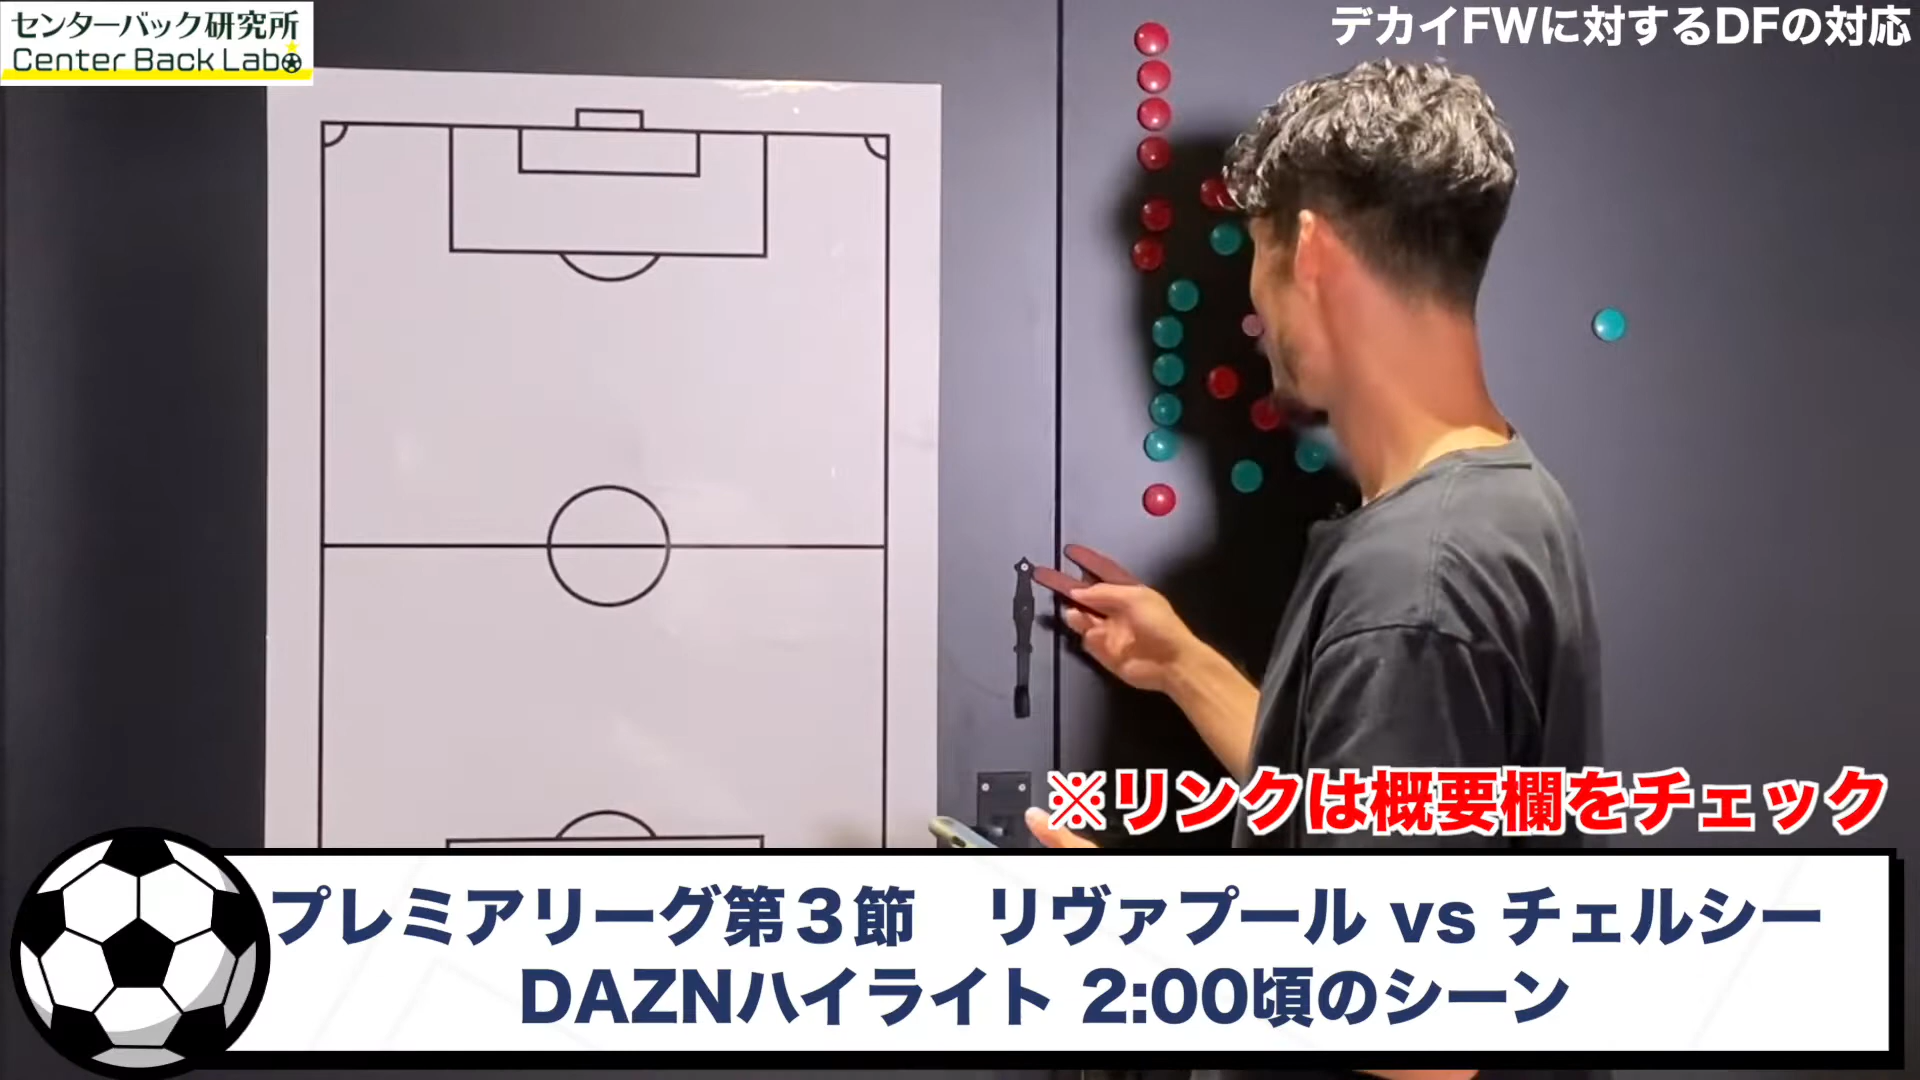 センターバック研究所
Center Back Labo
デカイFWに対するDFの対応
※リンクは概要欄をチェック
プレミアリーグ第３節　リヴァプール vs チェルシー
DAZNハイライト 2:00頃のシーン